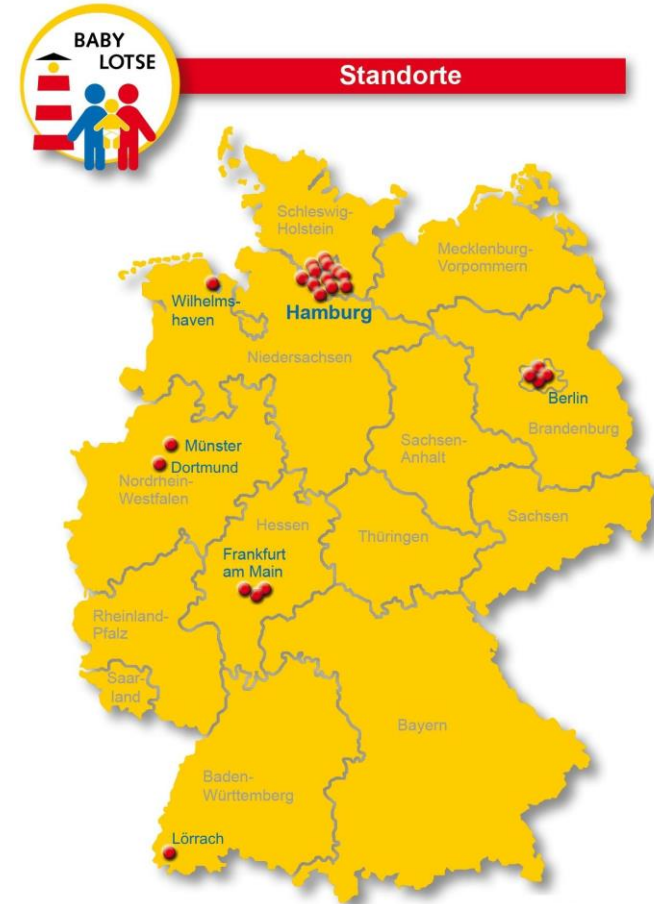 BABY
LOTSE
Standorte
Schleswig-
Holstein
Mecklenburg-
Vorpommern
Wilhelms-
haven
Hamburg
Niedersachsen
Berlin
Brandenburg
Münster
Dortmund
Sachsen-
Anhalt
Nordrhein-
Westfalen
Hessen
Thüringen
Sachsen
Frankfurt
am Main
Rheinland-
Pfalz
Saar-
land
Bayern
Baden-
Württemberg
Lörrach